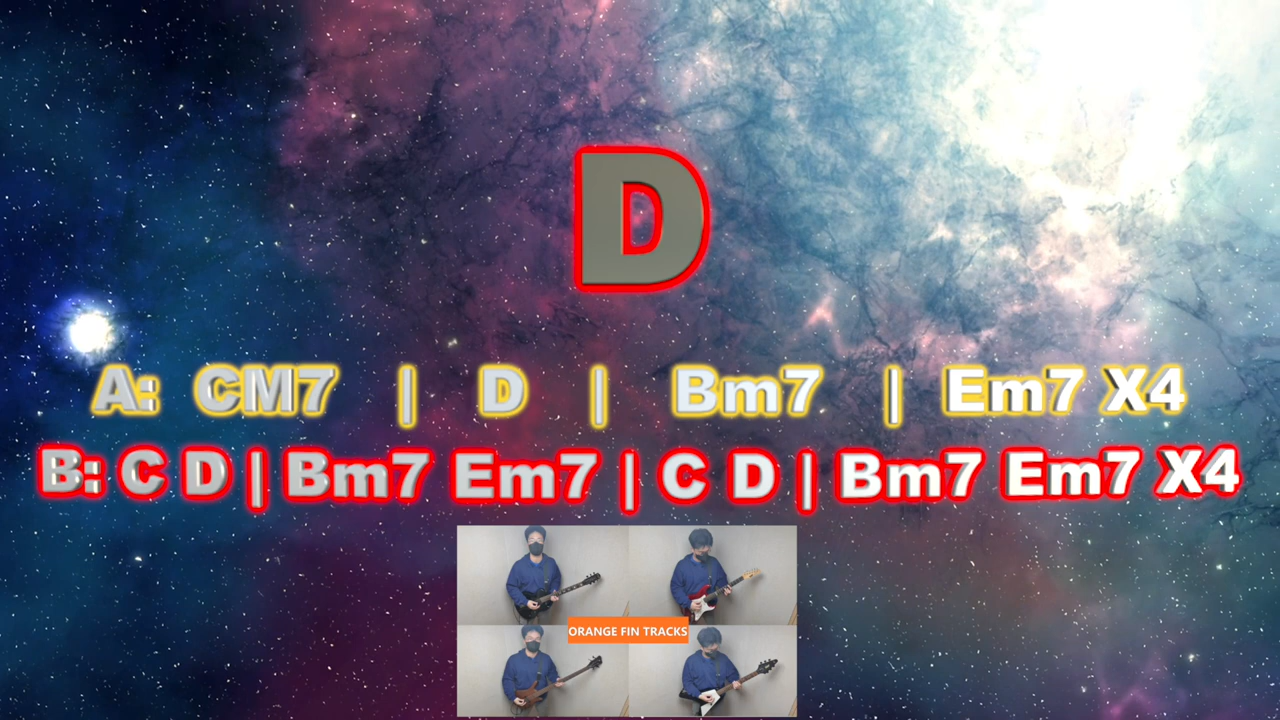 D
A: CM7 | D | Bm7 | Em7 X4
B: C D | Bm7 Em7 | C D | Bm7 Em7 X4
ORANGE FIN TRACKS